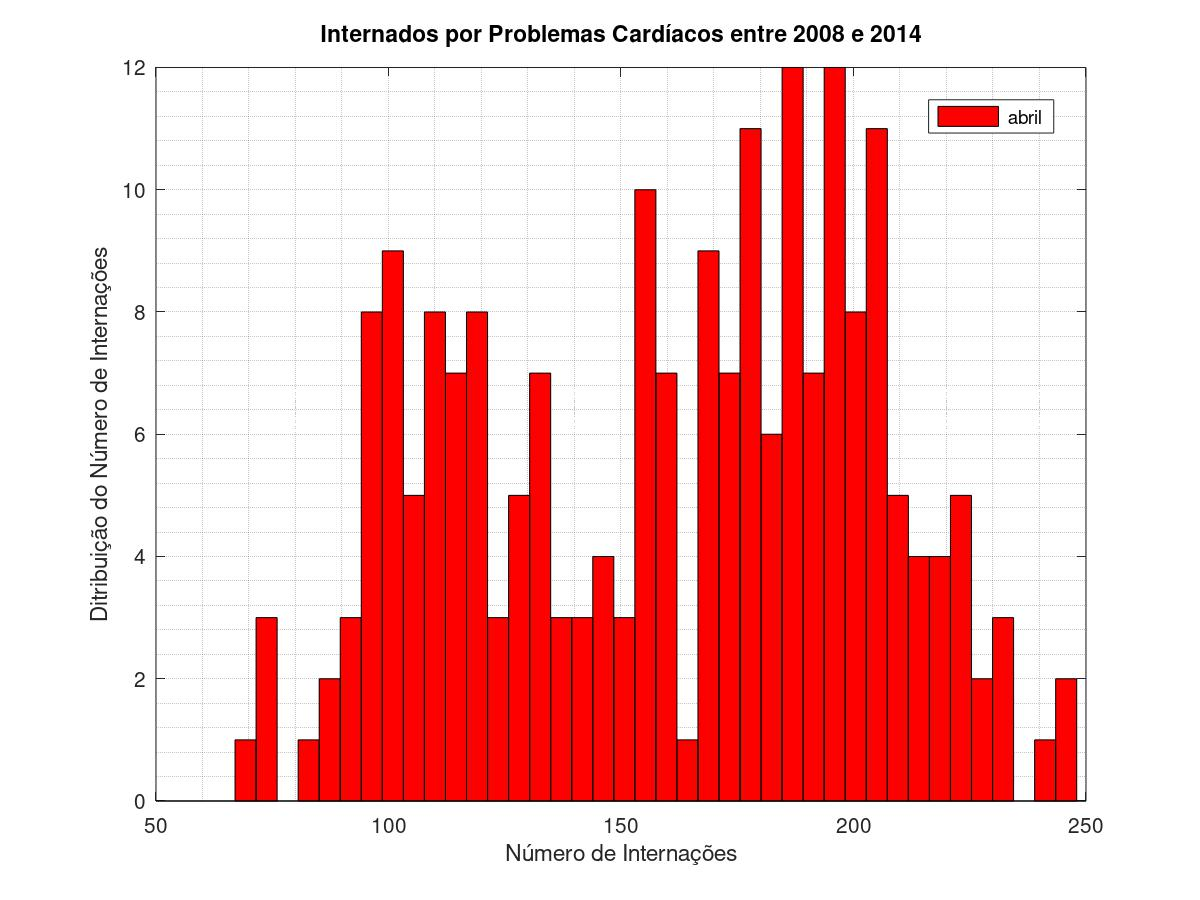 Internados por Problemas Cardíacos entre 2008 e 2014
12
abril
10
8
6
4
2
0
Ditribuição do Número de Internações
50 100 150 200 250
Número de Internações